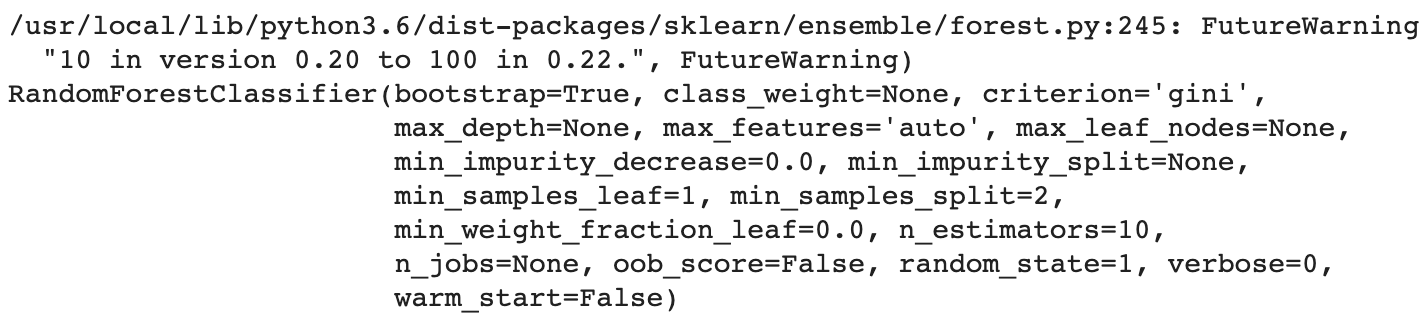 /usr/local/lib/python3.6/dist-packages/sklearn/ensemble/forest.py:245: FutureWarning
"10 in version 0.20 to 100 in 0.22.", FutureWarning)
RandomForestClassifier(bootstrap=True, class_weight=None, criterion='gini',
max_depth=None, max_features='auto', max_leaf_nodes=None,
min_impurity_decrease=0.0, min_impurity_split=None,
min_samples_leaf=1, min_samples_split=2,
min_weight_fraction_leaf=0.0, n_estimators=10,
n_jobs=None, oob_score=False, random_state=1, verbose=0,
warm_start=False)